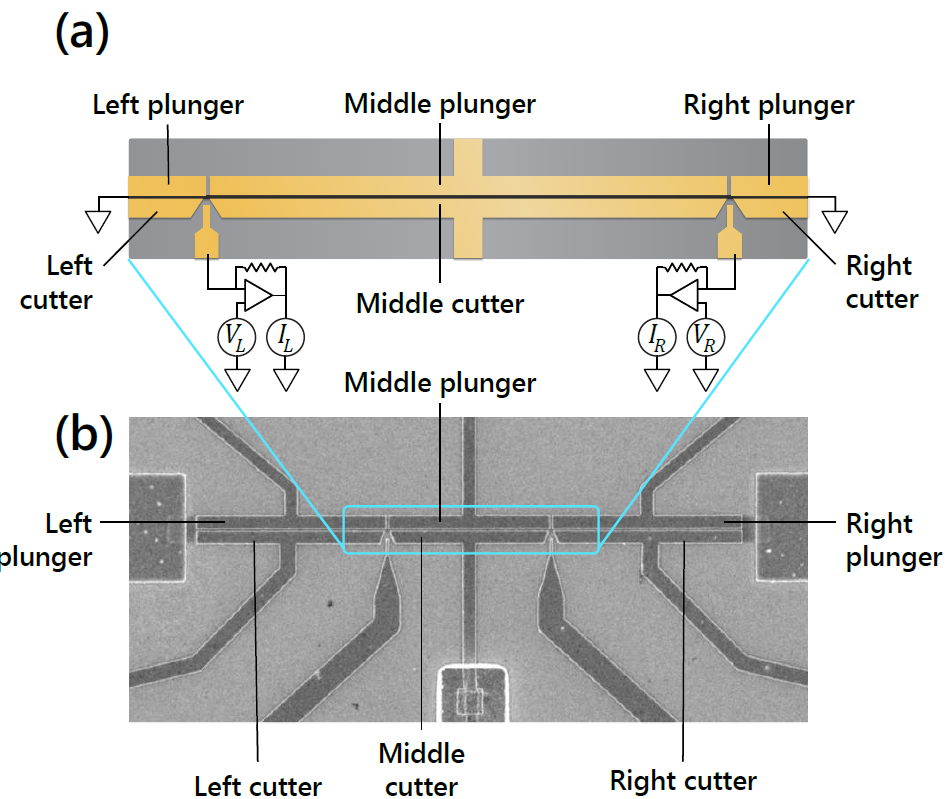 (a)
Left plunger
Middle plunger
Right plunger
Left
cutter
Middle cutter
Right
cutter
V_L
I_L
I_R
V_R
Middle plunger
(b)
Left
plunger
Right
plunger
Left cutter
Middle
cutter
Right cutter